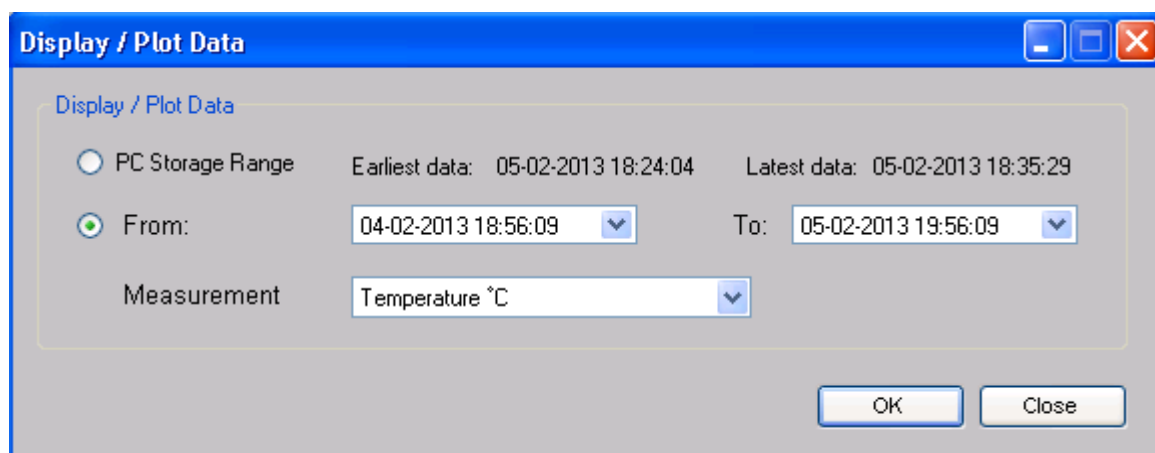 Display / Plot Data
Display / Plot Data
PC Storage Range Earliest data: 05-02-2013 18:24:04 Latest data: 05-02-2013 18:35:29
From: 04-02-2013 18:56:09 To: 05-02-2013 19:56:09
Measurement Temperature °C
OK Close